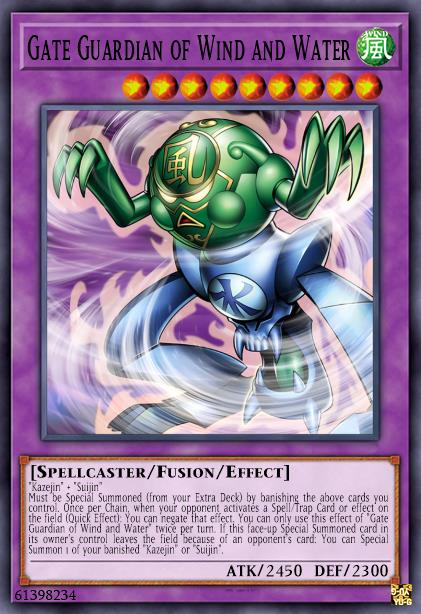 Gate Guardian of Wind and Water
WIND
風
風
水
[Spellcaster/Fusion/Effect]
"Kazejin" + "Suijin"
Must be Special Summoned (from your Extra Deck) by banishing the above cards you
control. Once per Chain, when your opponent activates a Spell/Trap Card or effect on
the field (Quick Effect): You can negate that effect. You can only use this effect of "Gate
Guardian of Wind and Water" twice per turn. If this face-up Special Summoned card in
its owner's control leaves the field because of an opponent's card: You can Special
Summon 1 of your banished "Kazejin" or "Suijin".
ATK/2450 DEF/2300
61398234